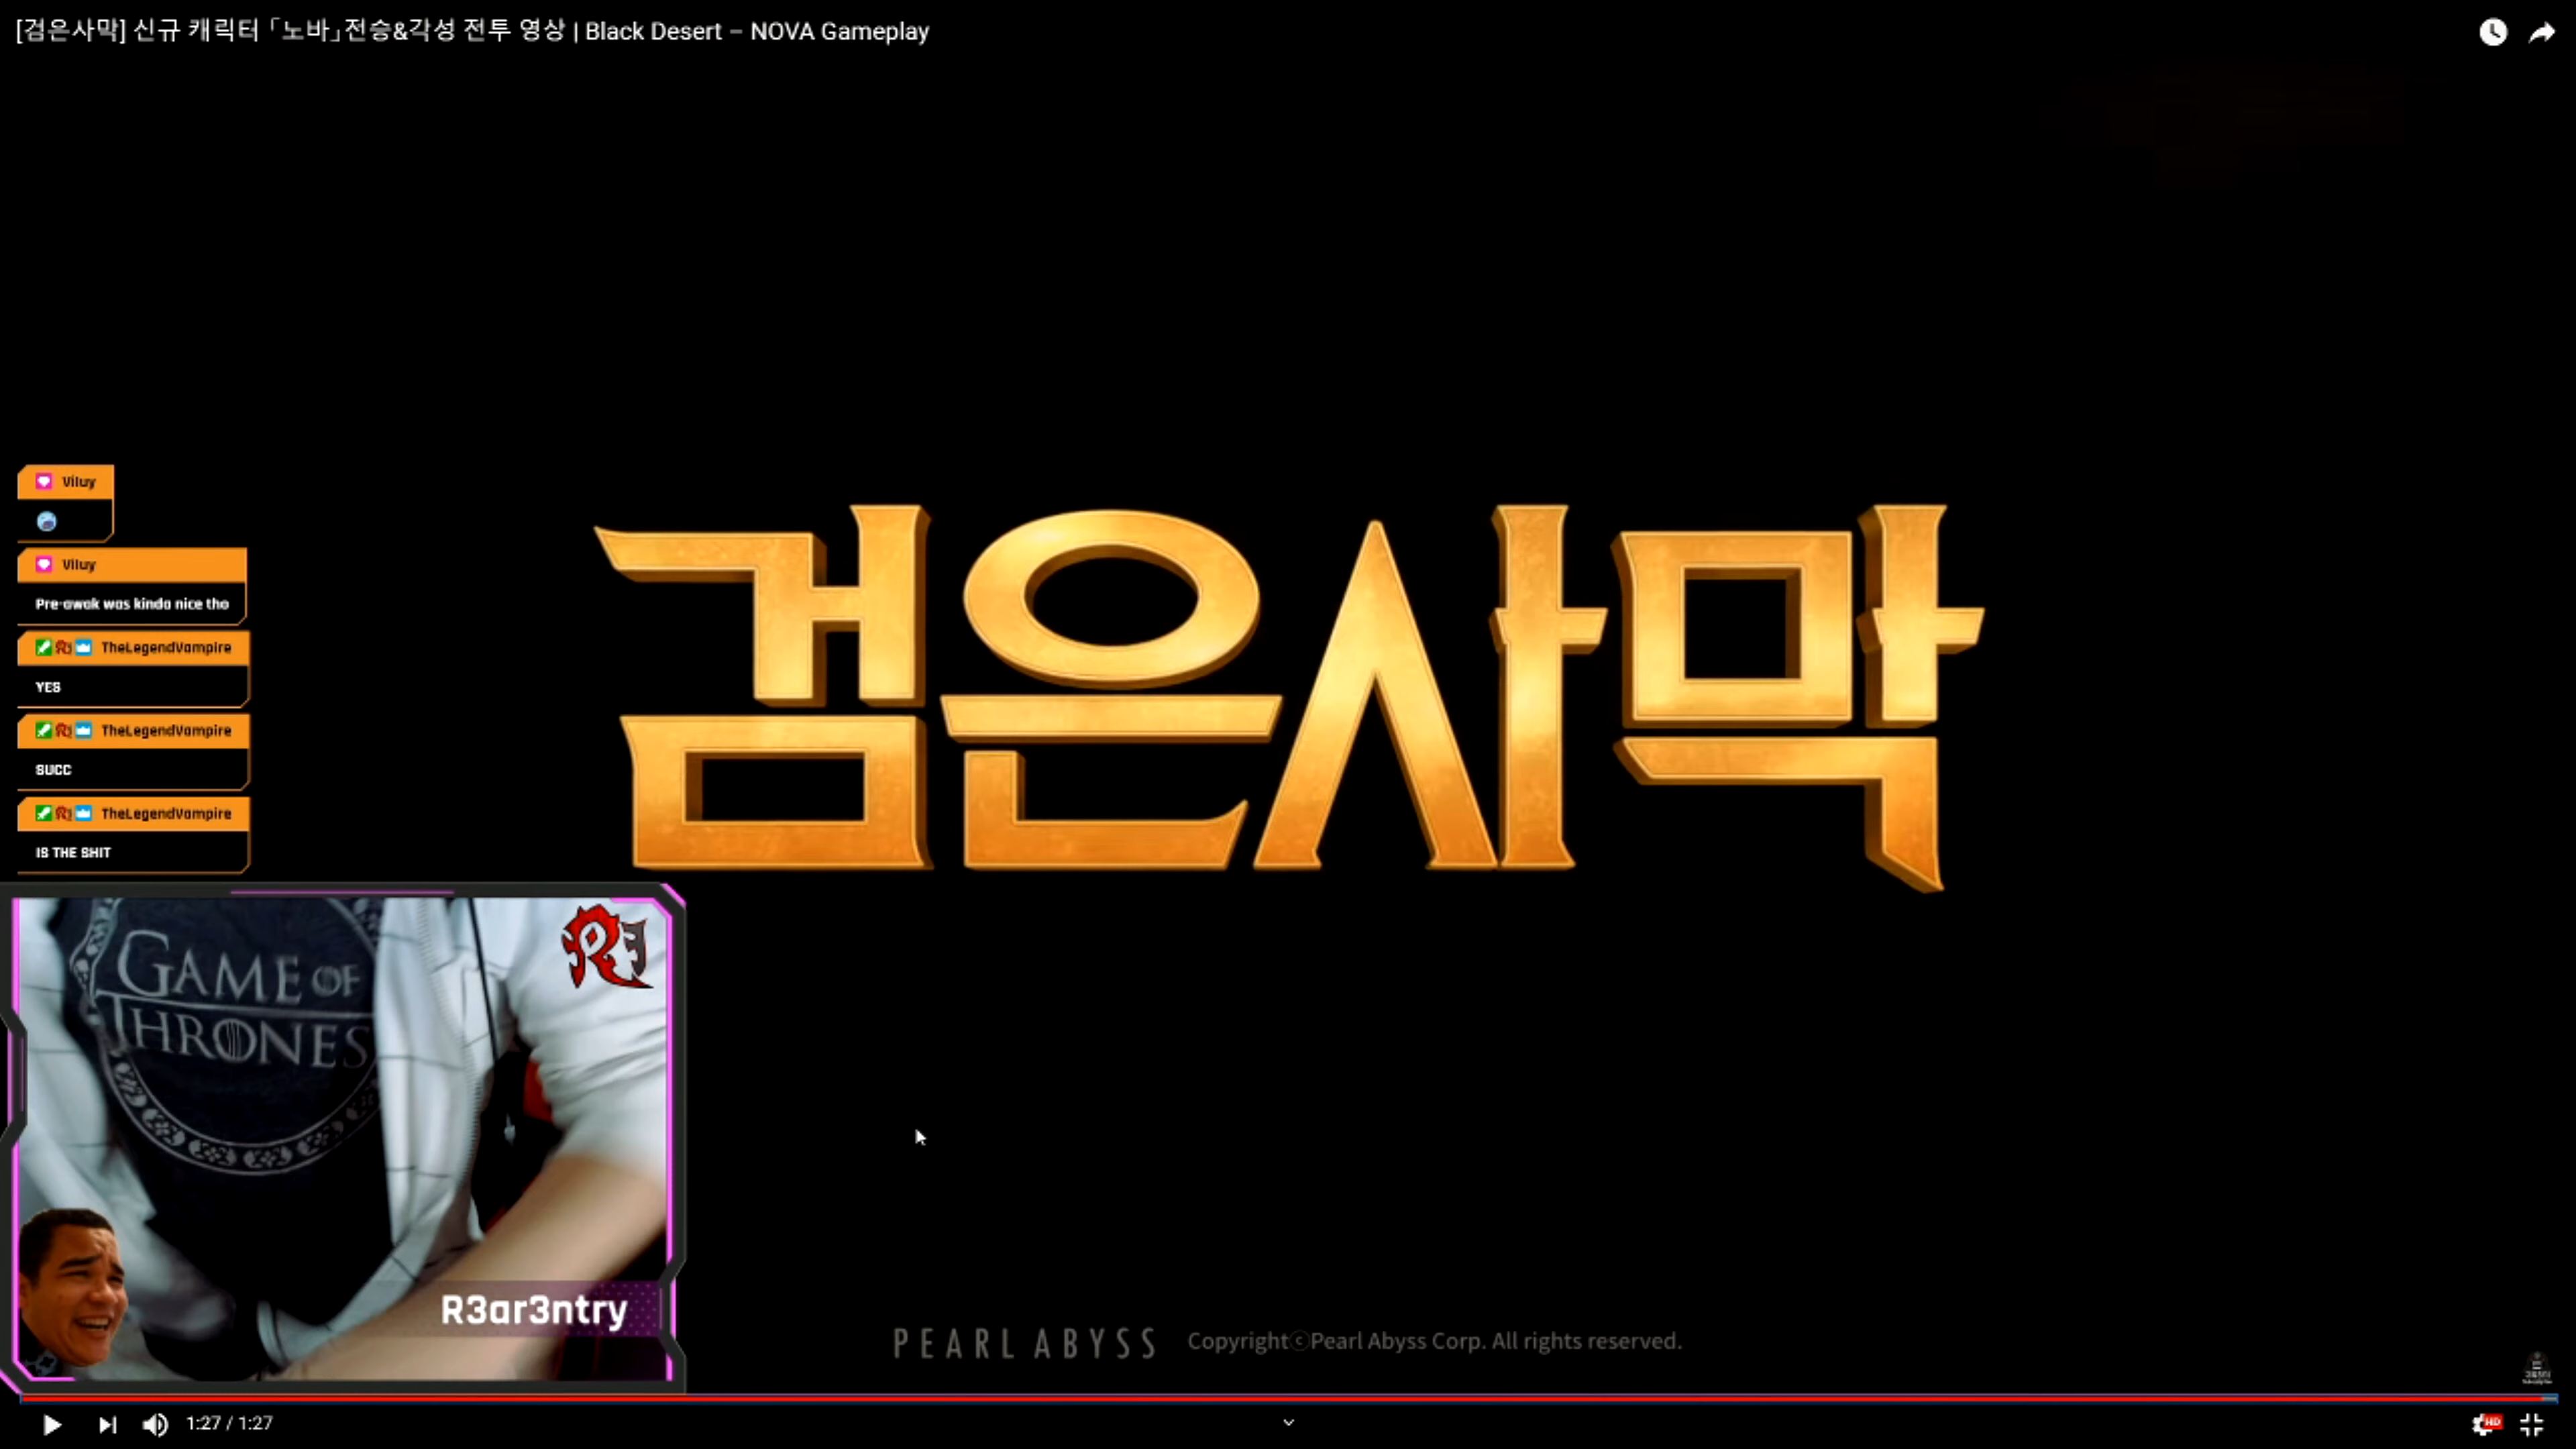 [검은사막] 신규 캐릭터 「노바」전승&각성 전투 영상 | Black Desert – NOVA Gameplay
Viluy
Viluy
Pre-awak was kinda nice tho
TheLegendVampire
YES
TheLegendVampire
SUCC
TheLegendVampire
IS THE SHIT
검은사막
GAME OF
THRONES
R3
R3ar3ntry
PEARL ABYSS CopyrightⓒPearl Abyss Corp. All rights reserved.
1:27 / 1:27
HD